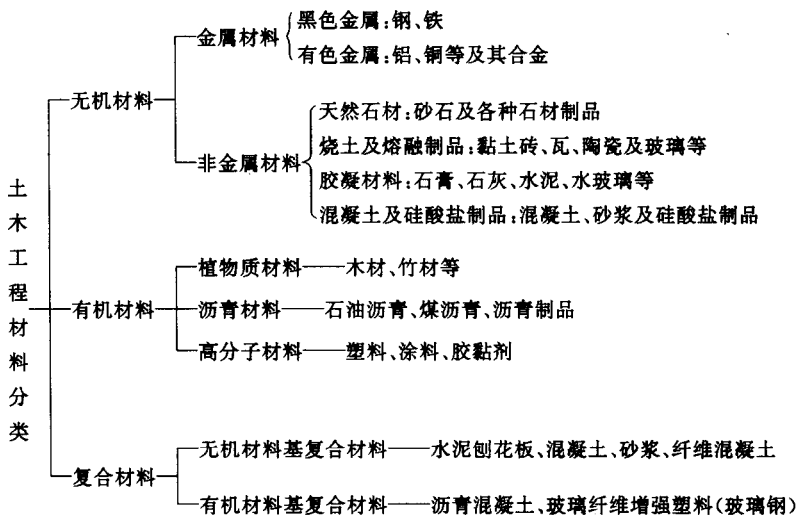 土木工程材料分类
无机材料
金属材料
黑色金属:钢、铁
有色金属:铝、铜等及其合金
非金属材料
天然石材:砂石及各种石材制品
烧土及熔融制品:黏土砖、瓦、陶瓷及玻璃等
胶凝材料:石膏、石灰、水泥、水玻璃等
混凝土及硅酸盐制品:混凝土、砂浆及硅酸盐制品
有机材料
植物质材料——木材、竹材等
沥青材料——石油沥青、煤沥青、沥青制品
高分子材料——塑料、涂料、胶黏剂
复合材料
无机材料基复合材料——水泥刨花板、混凝土、砂浆、纤维混凝土
有机材料基复合材料——沥青混凝土、玻璃纤维增强塑料(玻璃钢)